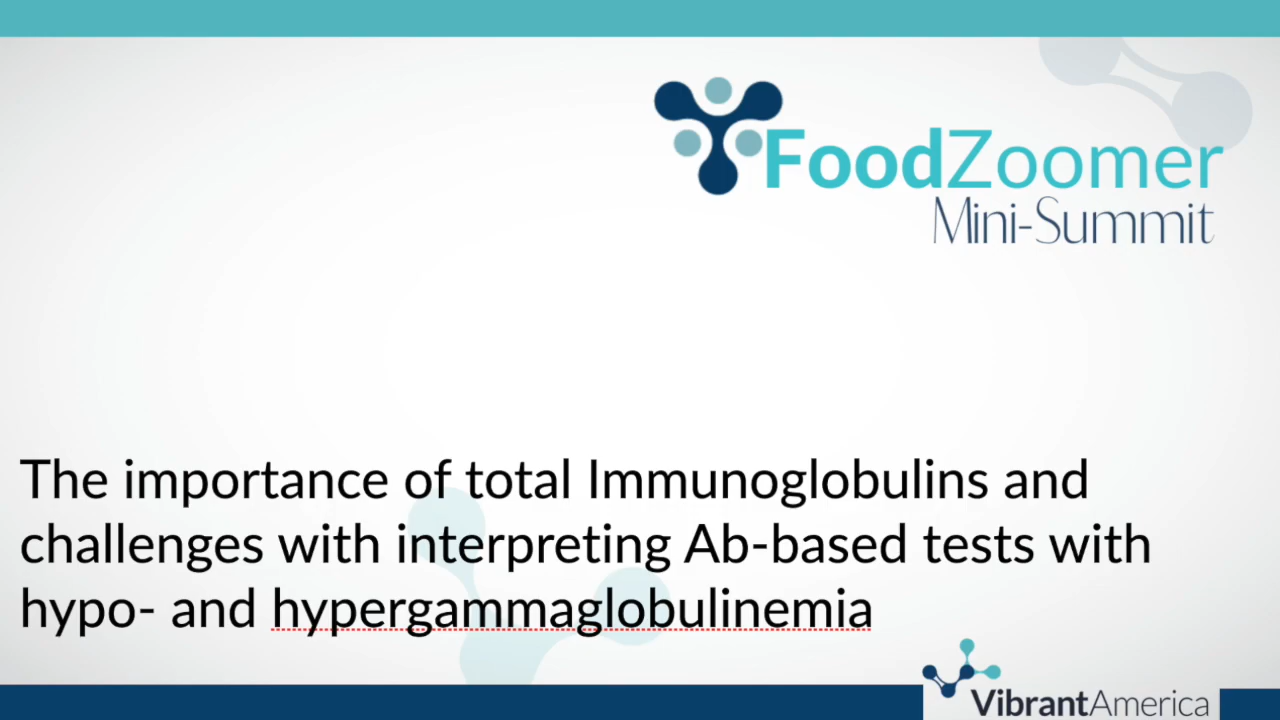 FoodZoomer
Mini-Summit
The importance of total Immunoglobulins and
challenges with interpreting Ab-based tests with
hypo- and hypergammaglobulinemia
VibrantAmerica